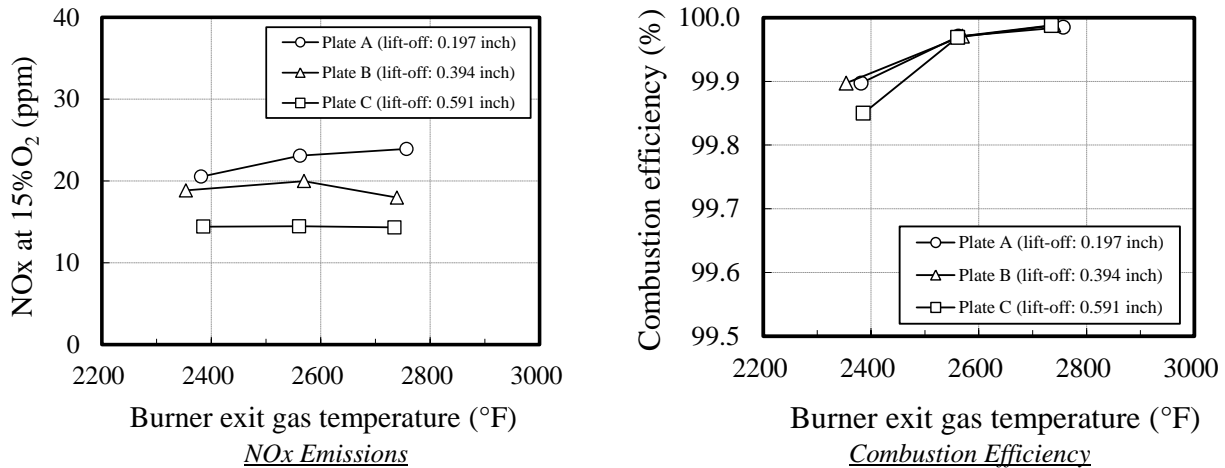 NOx at 15%O2 (ppm)
40
30
20
10
0
Plate A (lift-off: 0.197 inch)
Plate B (lift-off: 0.394 inch)
Plate C (lift-off: 0.591 inch)
2200 2400 2600 2800 3000
Burner exit gas temperature (°F)
NOx Emissions
Combustion efficiency (%)
100.0
99.9
99.8
99.7
99.6
99.5
Plate A (lift-off: 0.197 inch)
Plate B (lift-off: 0.394 inch)
Plate C (lift-off: 0.591 inch)
2200 2400 2600 2800 3000
Burner exit gas temperature (°F)
Combustion Efficiency